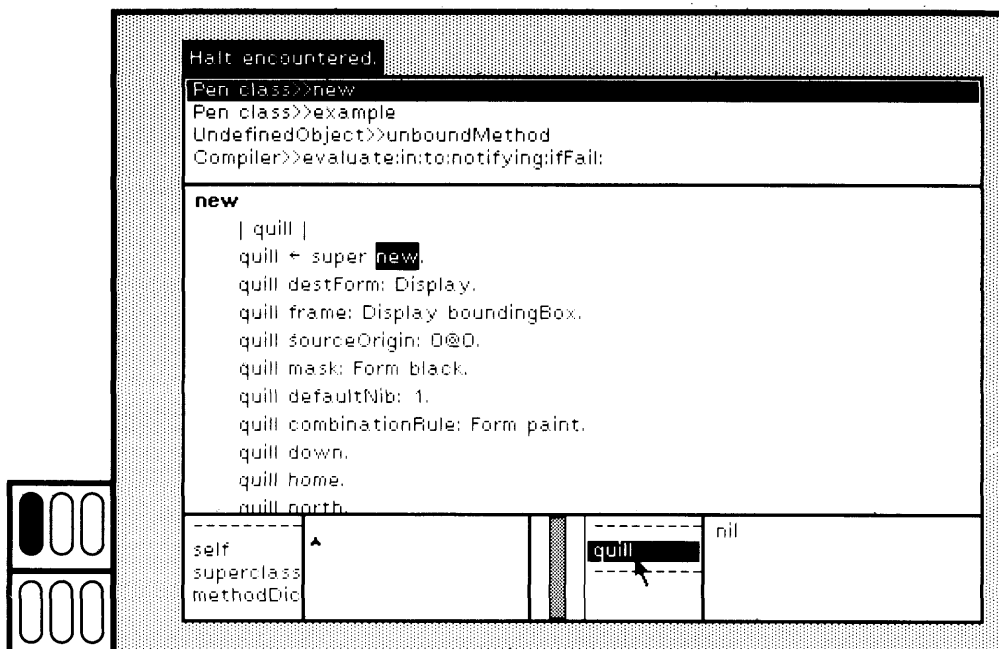 Halt encountered.
Pen class>>new
Pen class>>example
UndefinedObject>>unboundMethod
Compiler>>evaluate:in:to:notifying:ifFail:
new
| quill |
quill ← super new.
quill destForm: Display.
quill frame: Display boundingBox.
quill sourceOrigin: 0@0.
quill mask: Form black.
quill defaultNib: 1.
quill combinationRule: Form paint.
quill down.
quill home.
quill north.
self
superclass
methodDic
quill
nil